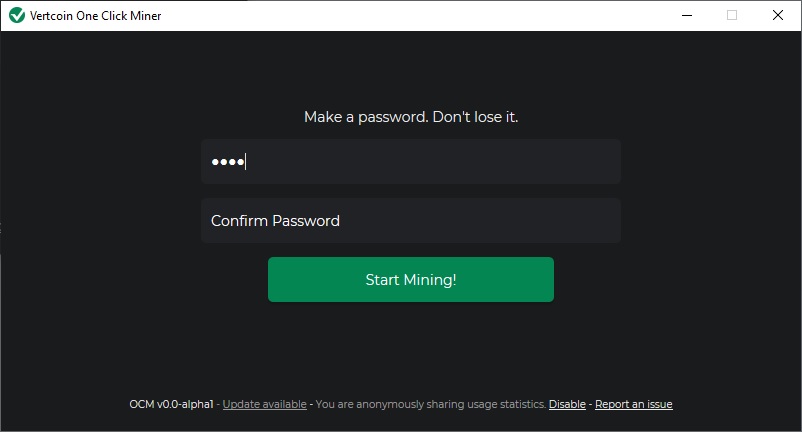 Vertcoin One Click Miner
Make a password. Don't lose it.
••••
Confirm Password
Start Mining!
OCM v0.0-alpha1 - Update available - You are anonymously sharing usage statistics. Disable - Report an issue